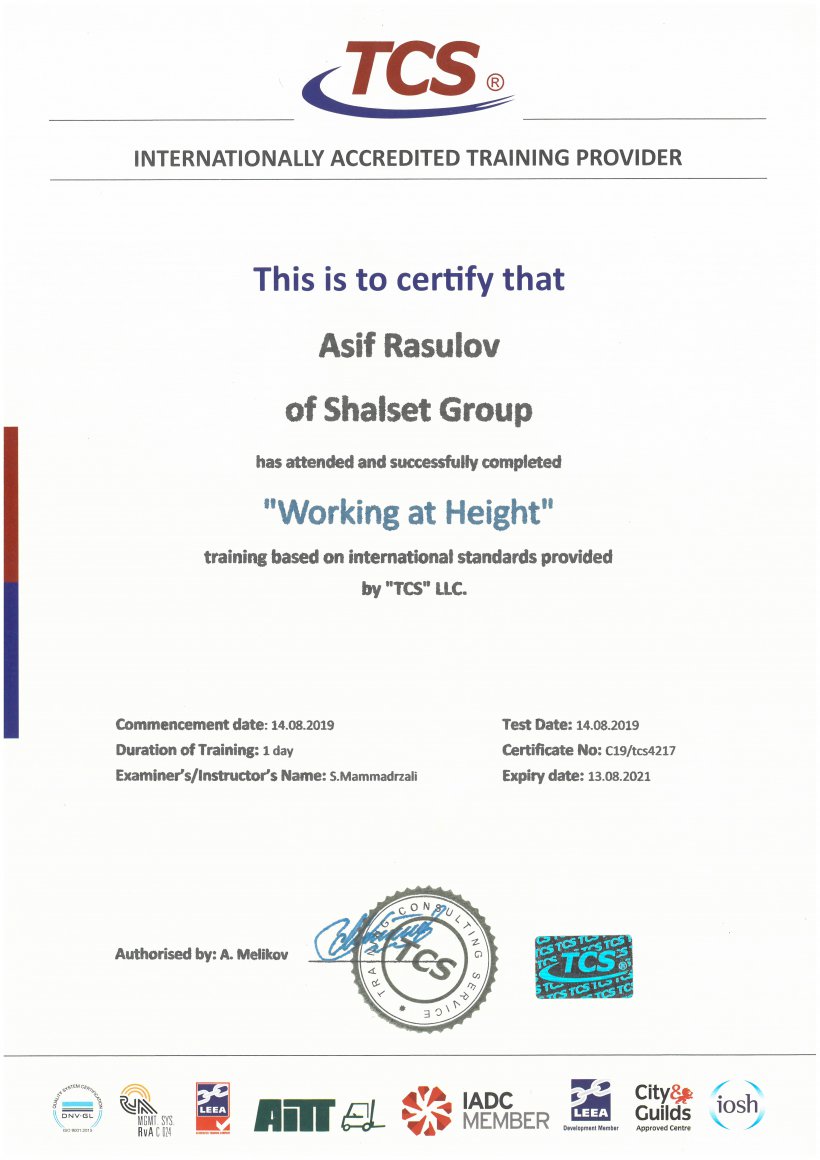 TCS ®
INTERNATIONALLY ACCREDITED TRAINING PROVIDER
This is to certify that
Asif Rasulov
of Shalset Group
has attended and successfully completed
"Working at Height"
training based on international standards provided
by "TCS" LLC.
Commencement date: 14.08.2019
Test Date: 14.08.2019
Duration of Training: 1 day
Certificate No: C19/tcs4217
Examiner's/Instructor's Name: S.Mammadrzali
Expiry date: 13.08.2021
Authorised by: A. Melikov
TRAINING CONSULTING SERVICE
TCS
TCS
QUALITY SYSTEM CERTIFICATION
DNV·GL
ISO 9001:2015
MGMT. SYS.
RvA C 024
LEEA
AiTT
IADC
MEMBER
LEEA
Development Member
City&
Guilds
Approved Centre
iosh